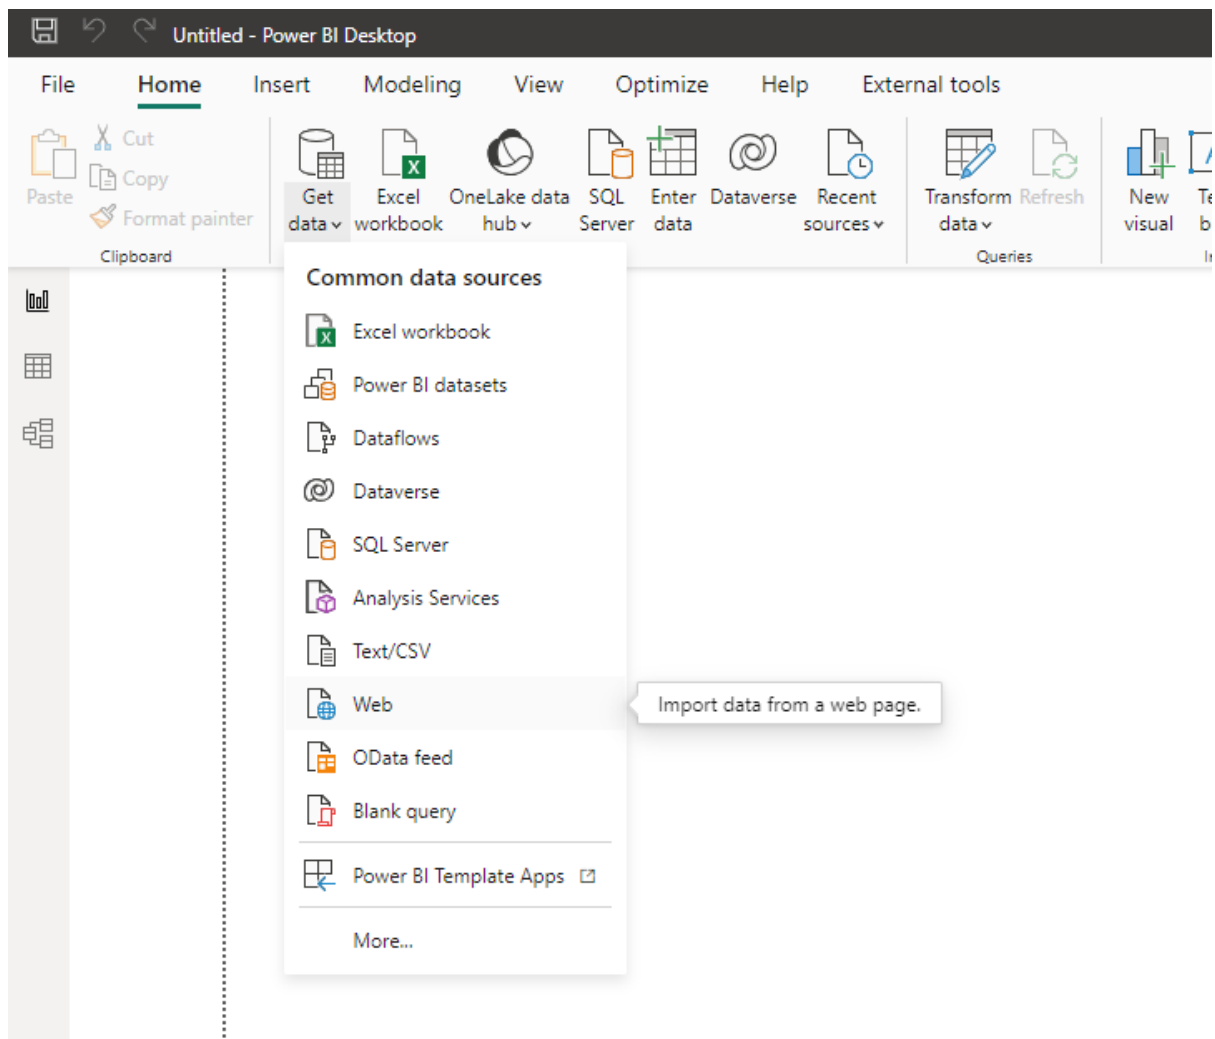 Untitled - Power BI Desktop
File Home Insert Modeling View Optimize Help External tools
Paste
Cut
Copy
Format painter
Clipboard
Get data
Excel workbook
OneLake data hub
SQL Server
Enter data
Dataverse
Recent sources
Transform data
Refresh
Queries
New visual
Common data sources
Excel workbook
Power BI datasets
Dataflows
Dataverse
SQL Server
Analysis Services
Text/CSV
Web
Import data from a web page.
OData feed
Blank query
Power BI Template Apps
More...